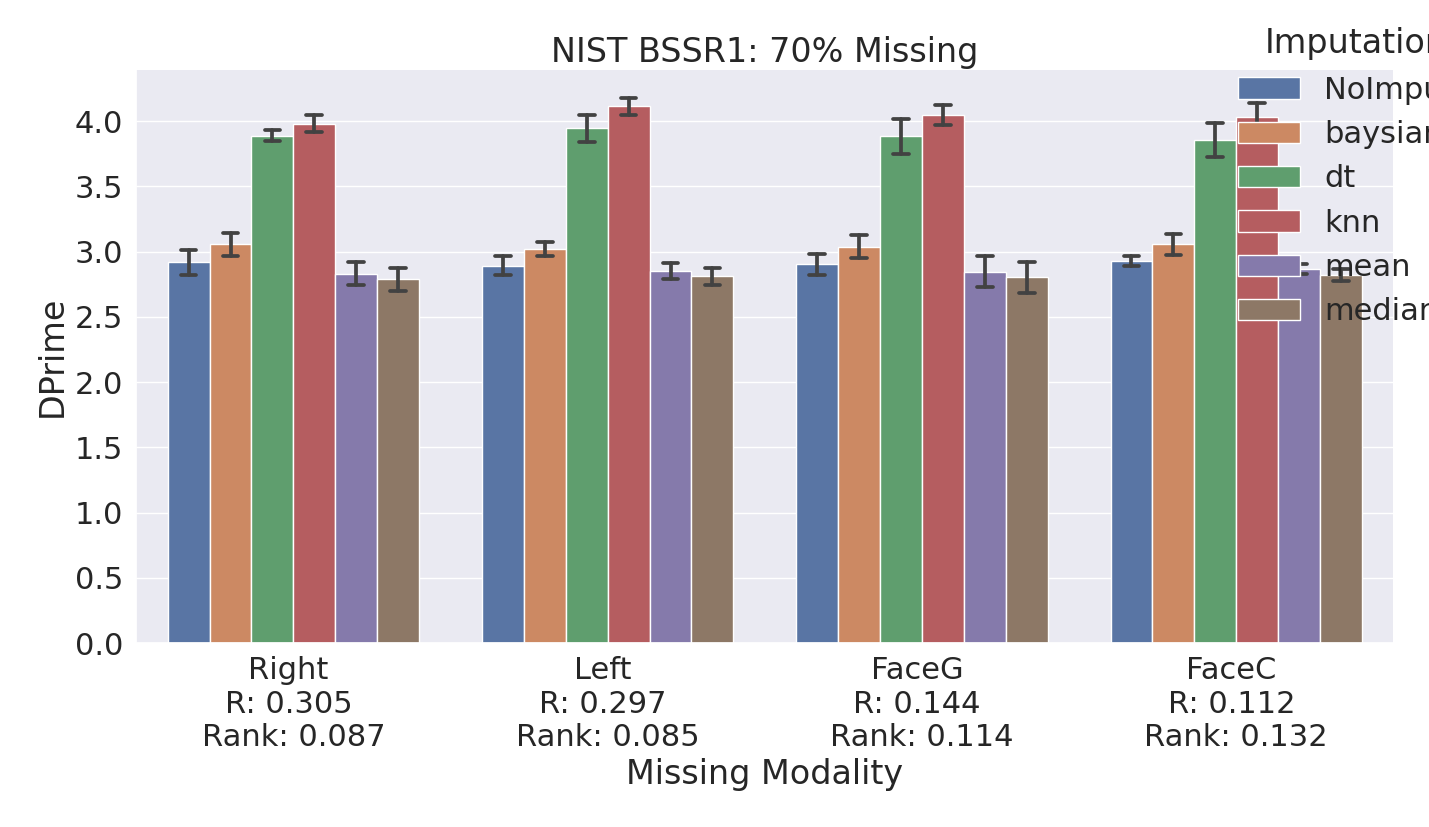 NIST BSSR1: 70% Missing
Imputation
NoImpu
baysian
dt
knn
mean
median
DPrime
4.0
3.5
3.0
2.5
2.0
1.5
1.0
0.5
0.0
Right
R: 0.305
Rank: 0.087
Left
R: 0.297
Rank: 0.085
FaceG
R: 0.144
Rank: 0.114
FaceC
R: 0.112
Rank: 0.132
Missing Modality